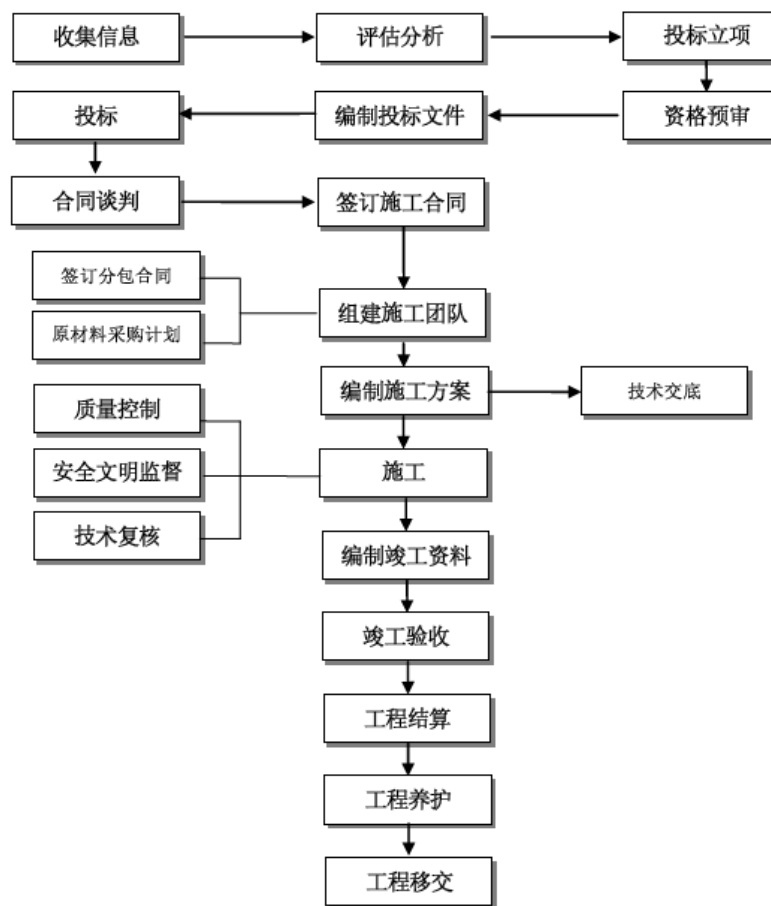 收集信息
评估分析
投标立项
投标
编制投标文件
资格预审
合同谈判
签订施工合同
签订分包合同
组建施工团队
原材料采购计划
编制施工方案
技术交底
质量控制
安全文明监督
施工
技术复核
编制竣工资料
竣工验收
工程结算
工程养护
工程移交